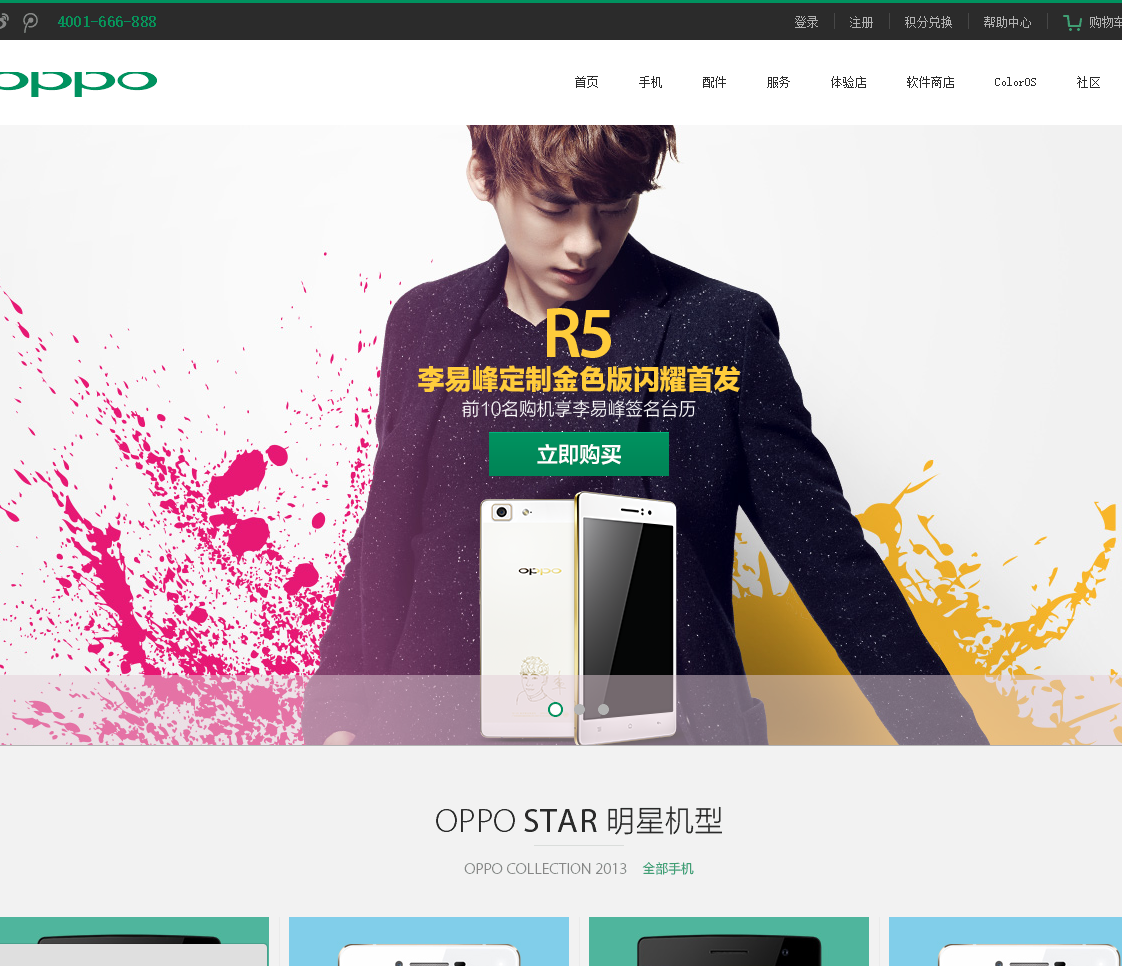 4001-666-888
登录
注册
积分兑换
帮助中心
购物车
oppo
首页
手机
配件
服务
体验店
软件商店
ColorOS
社区
R5
李易峰定制金色版闪耀首发
前10名购机享李易峰签名台历
立即购买
oppo
OPPO STAR 明星机型
OPPO COLLECTION 2013 全部手机